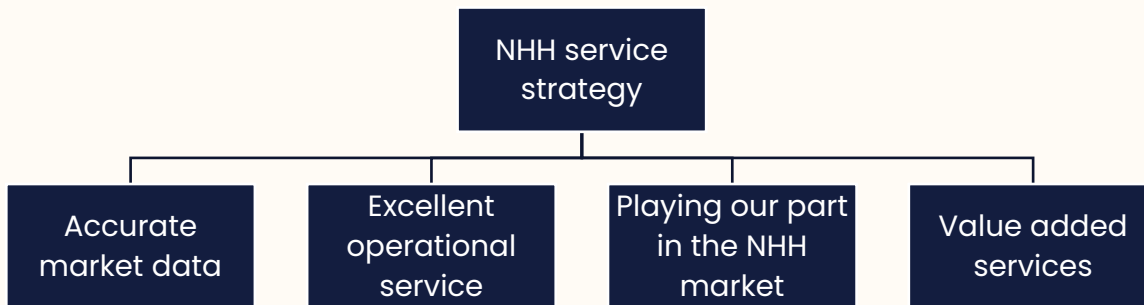 NHH service
strategy
Accurate
market data
Excellent
operational
service
Playing our part
in the NHH
market
Value added
services